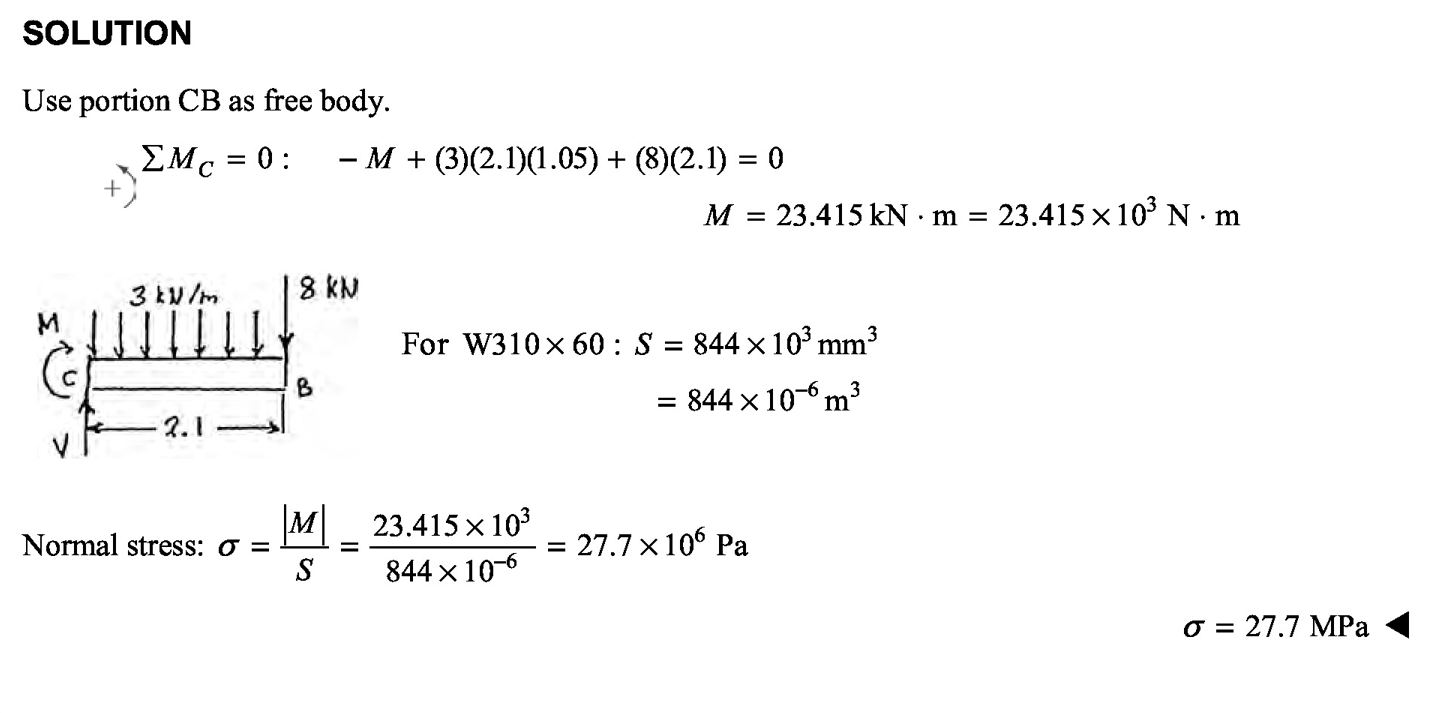 SOLUTION
Use portion CB as free body.
+) ΣM_C = 0 : − M + (3)(2.1)(1.05) + (8)(2.1) = 0
M = 23.415 kN · m = 23.415 × 10³ N · m
3 kN/m
8 kN
M
C
B
V
2.1
For W310 × 60 : S = 844 × 10³ mm³
= 844 × 10⁻⁶ m³
Normal stress: σ = |M|/S = 23.415 × 10³/844 × 10⁻⁶ = 27.7 × 10⁶ Pa
σ = 27.7 MPa ◀